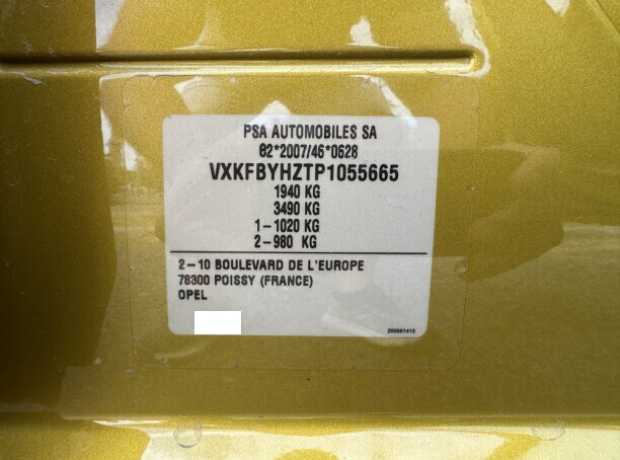 PSA AUTOMOBILES SA
e2*2007/46*0628
VXKFBYHZTP1055665
1940 KG
3490 KG
1-1020 KG
2-980 KG
2-10 BOULEVARD DE L'EUROPE
78300 POISSY (FRANCE)
OPEL